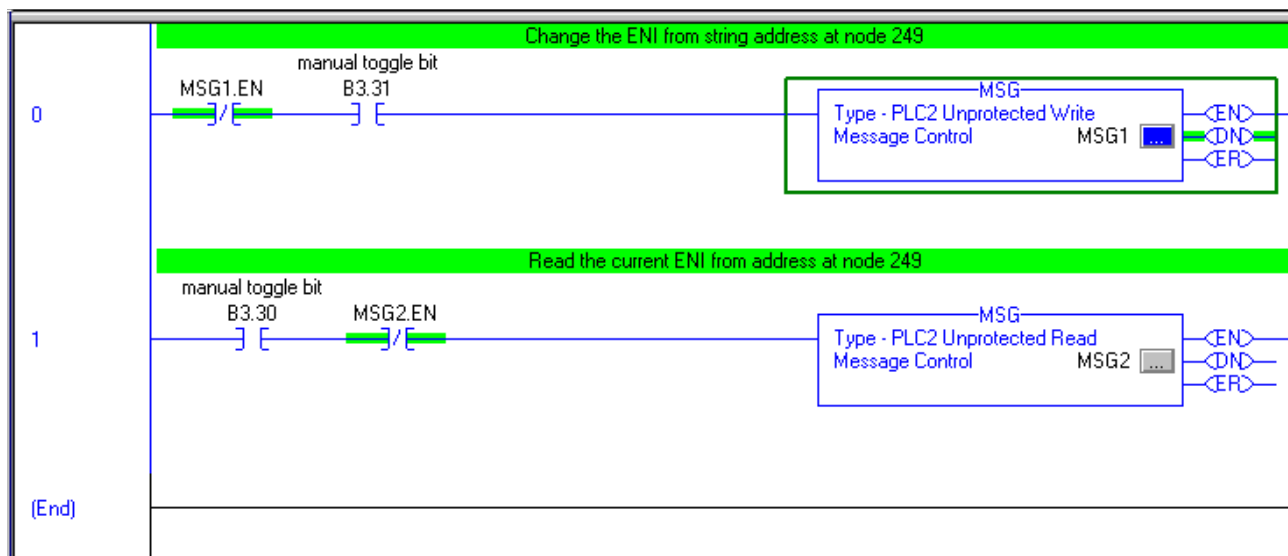 Change the ENI from string address at node 249
manual toggle bit
MSG1.EN B3.31
0
MSG
Type - PLC2 Unprotected Write
Message Control MSG1 ...
EN
DN
ER
Read the current ENI from address at node 249
manual toggle bit
B3.30 MSG2.EN
1
MSG
Type - PLC2 Unprotected Read
Message Control MSG2 ...
EN
DN
ER
(End)